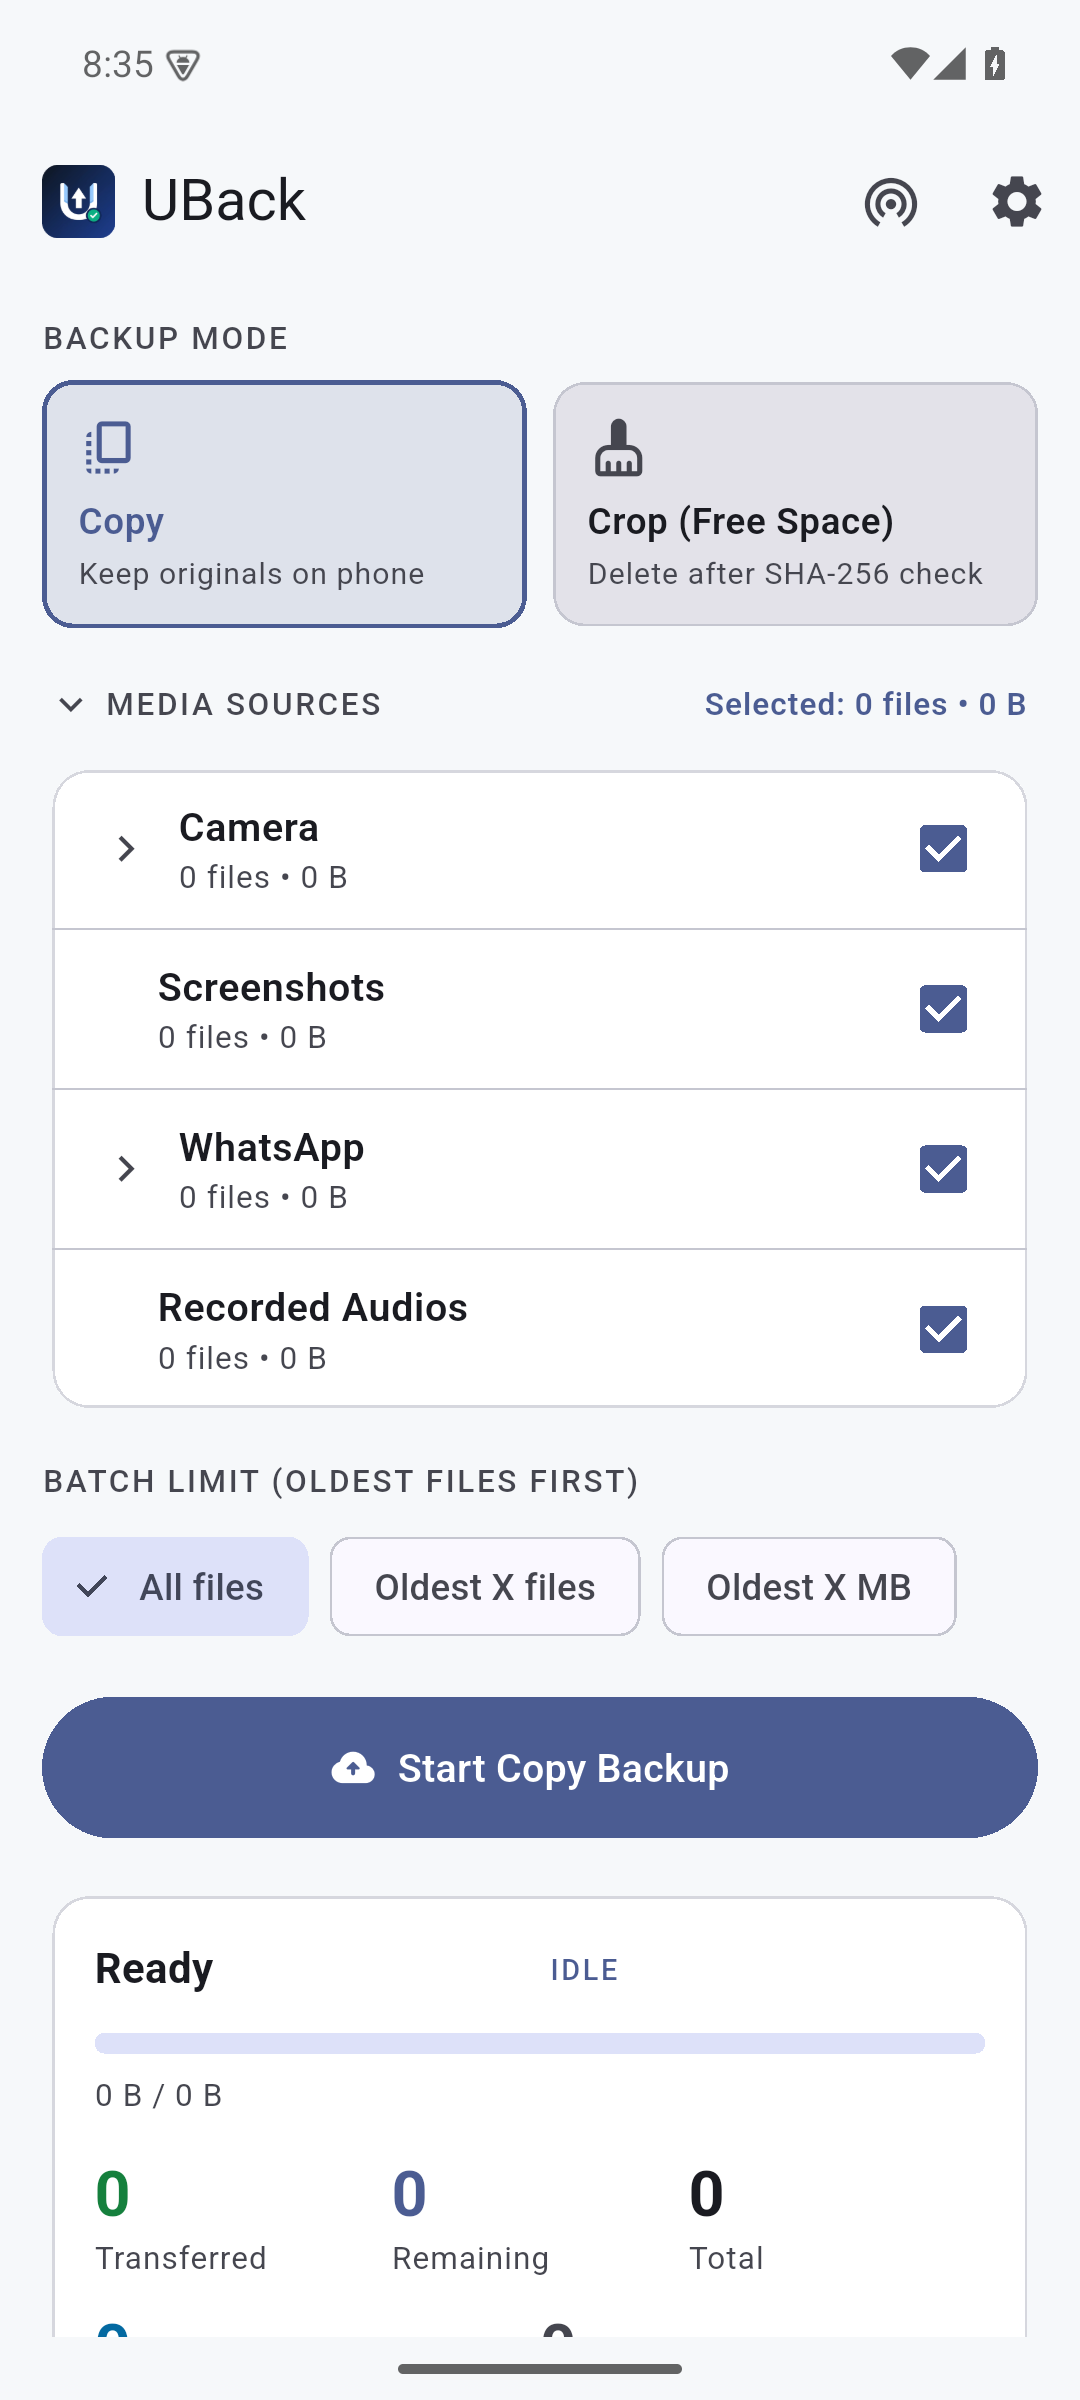 8:35
UBack
BACKUP MODE
Copy
Keep originals on phone
Crop (Free Space)
Delete after SHA-256 check
MEDIA SOURCES
Selected: 0 files • 0 B
Camera
0 files • 0 B
Screenshots
0 files • 0 B
WhatsApp
0 files • 0 B
Recorded Audios
0 files • 0 B
BATCH LIMIT (OLDEST FILES FIRST)
All files
Oldest X files
Oldest X MB
Start Copy Backup
Ready
IDLE
0 B / 0 B
0
Transferred
0
Remaining
0
Total